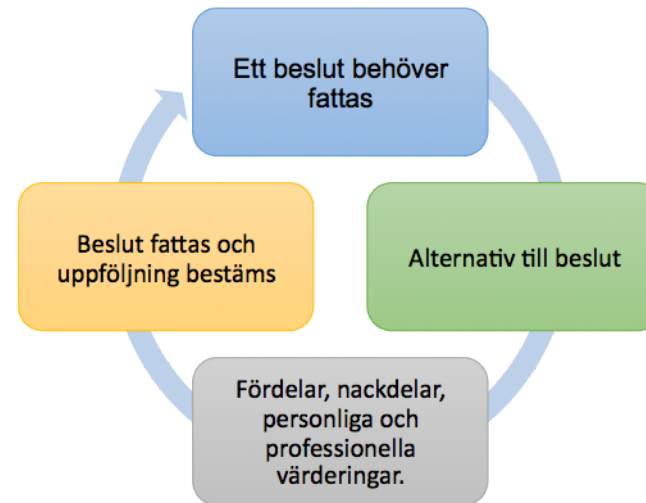 Ett beslut behöver
fattas
Alternativ till beslut
Fördelar, nackdelar,
personliga och
professionella
värderingar.
Beslut fattas och
uppföljning bestäms